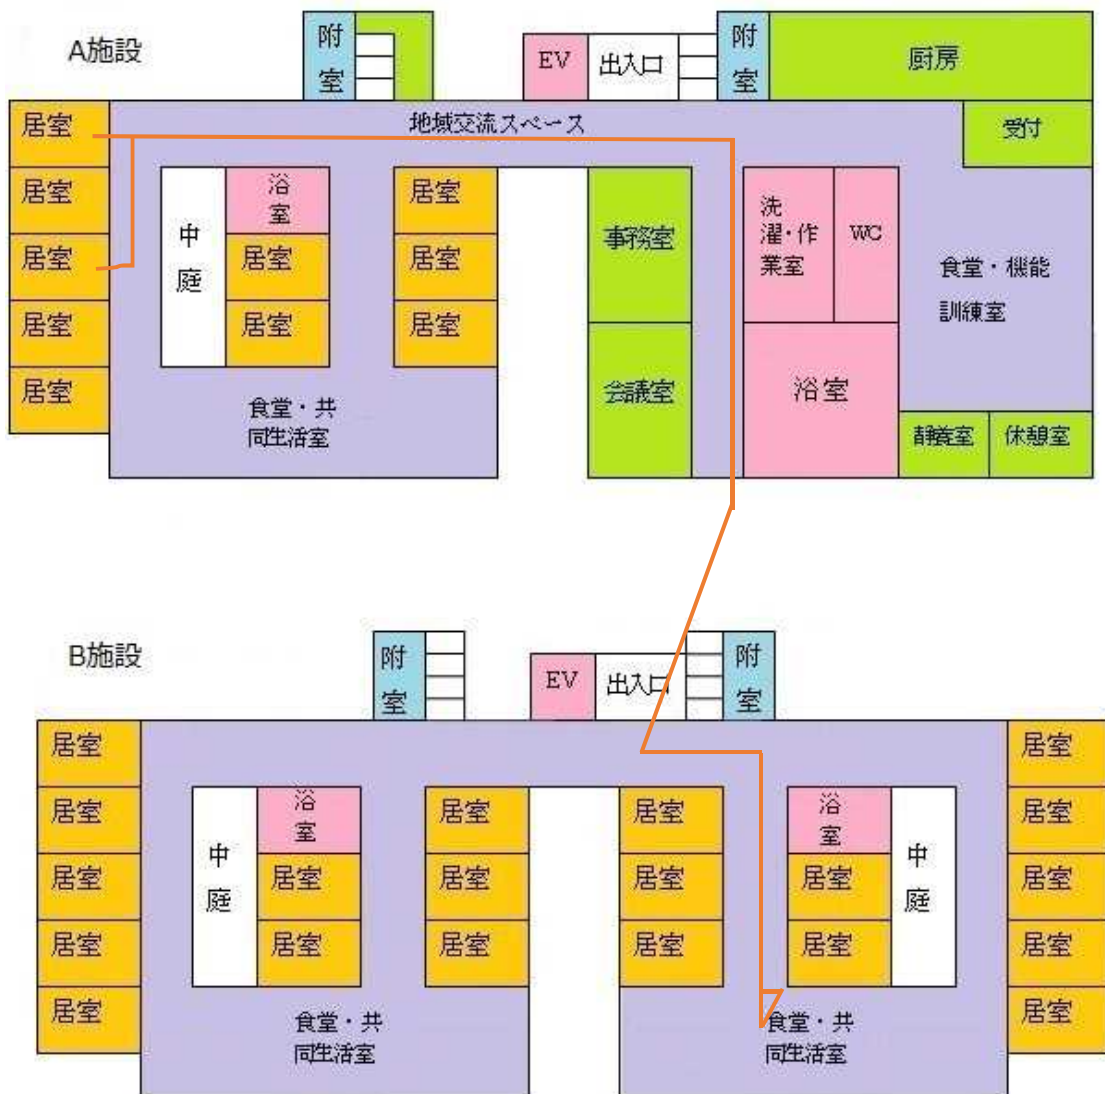 A施設
附
室
EV
出入口
附
室
厨房
居室
地域交流スペース
受付
居室
浴
室
居室
中
庭
居室
居室
居室
事務室
洗
濯・作
業室
WC
食堂・機能
訓練室
居室
居室
居室
居室
食堂・共
同生活室
会議室
浴室
静養室
休憩室
B施設
附
室
EV
出入口
附
室
居室
居室
居室
浴
室
居室
居室
浴
室
居室
居室
中
庭
居室
居室
居室
居室
中
庭
居室
居室
居室
居室
居室
居室
居室
居室
食堂・共
同生活室
食堂・共
同生活室
居室